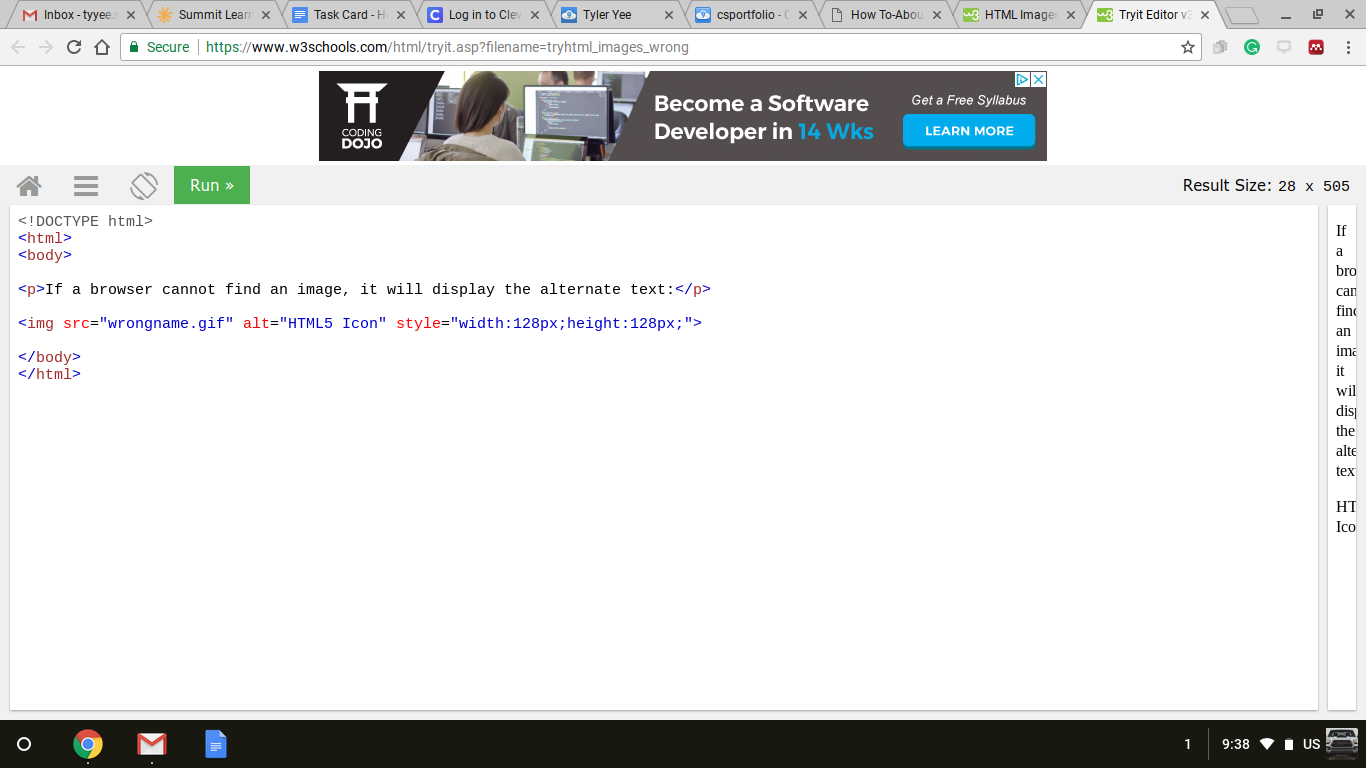 Inbox - tyyee.s
Summit Lear
Task Card - H
Log in to Clev
Tyler Yee
csportfolio - C
How To-Abou
HTML Images
Tryit Editor v3
Secure https://www.w3schools.com/html/tryit.asp?filename=tryhtml_images_wrong
CODING
DOJO
Become a Software
Developer in 14 Wks
Get a Free Syllabus
LEARN MORE
Run »
Result Size: 28 x 505
<!DOCTYPE html>
<html>
<body>
<p>If a browser cannot find an image, it will display the alternate text:</p>
<img src="wrongname.gif" alt="HTML5 Icon" style="width:128px;height:128px;">
</body>
</html>
If
a
bro
can
find
an
ima
it
will
disp
the
alte
tex
HT
Ico
1
9:38
US